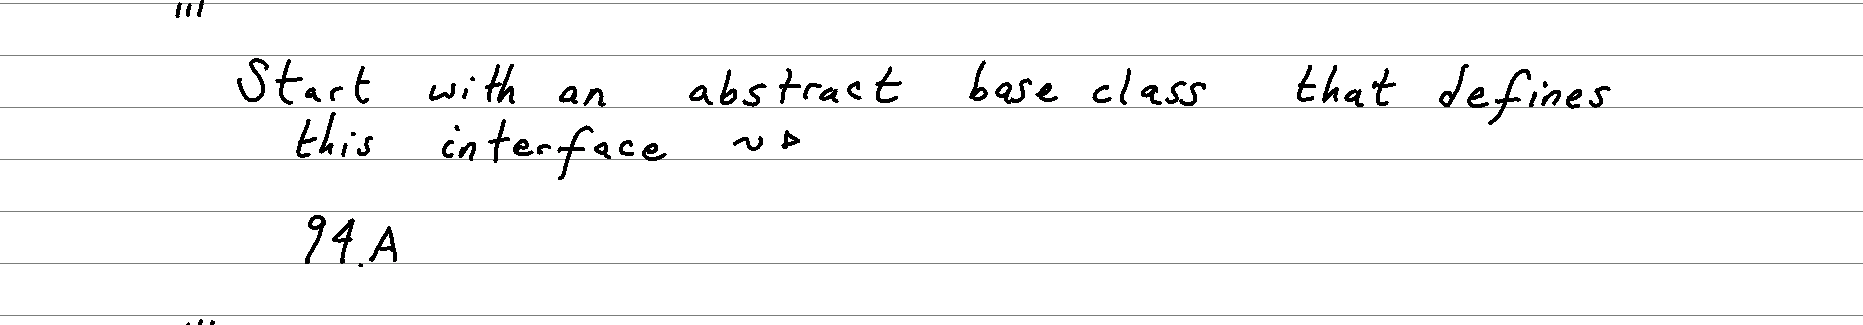 '''
Start with an abstract base class that defines
this interface ~▷
94.A
'''